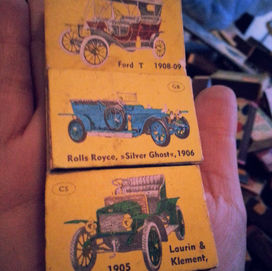 Ford T 1908-09
GB
Rolls Royce, »Silver Ghost«, 1906
CS
Laurin &
Klement,
1905